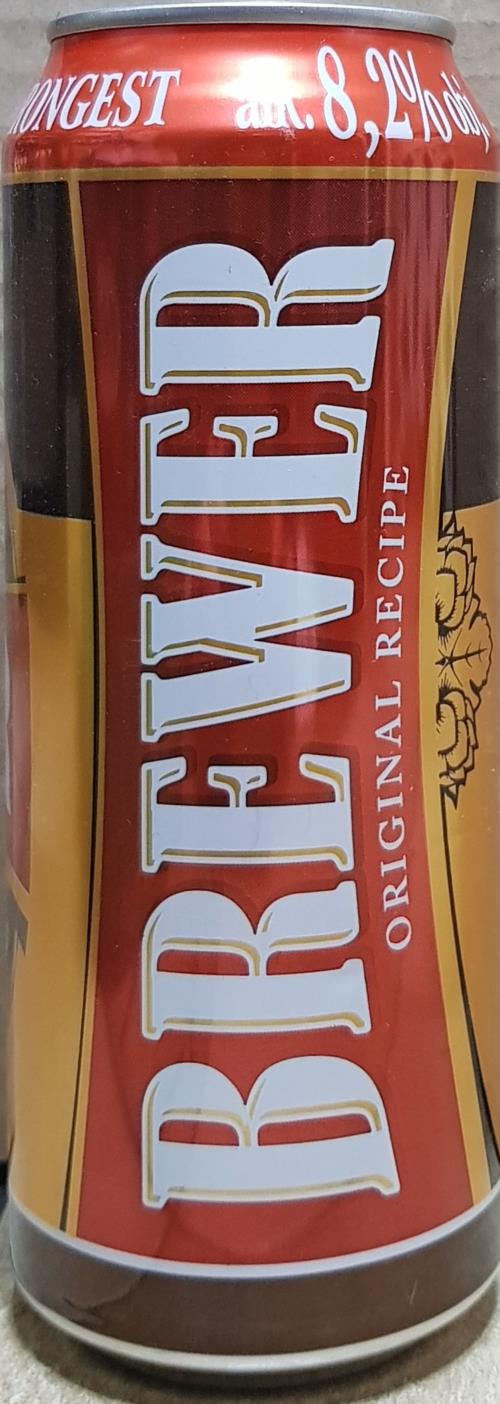 alk. 8,2% obj.
BREWER
ORIGINAL RECIPE